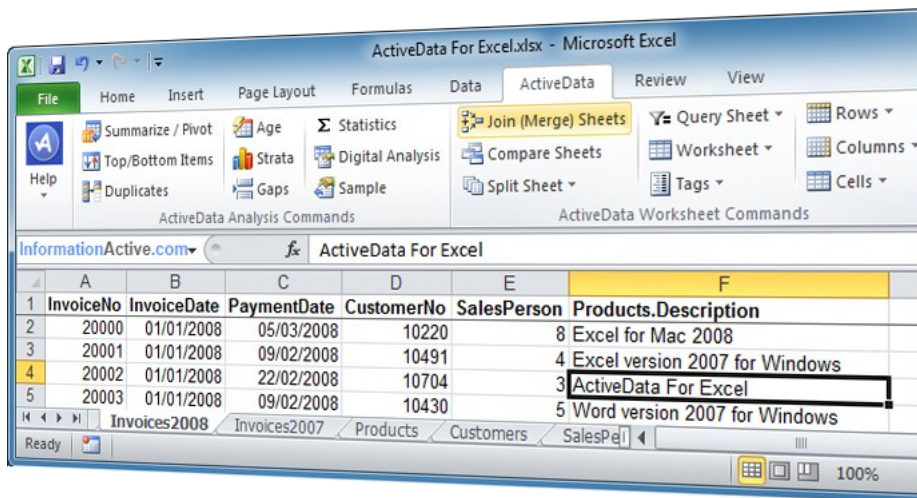 ActiveData For Excel.xlsx - Microsoft Excel
File Home Insert Page Layout Formulas Data ActiveData Review View
Summarize / Pivot Age Σ Statistics Join (Merge) Sheets Query Sheet Rows
Top/Bottom Items Strata Digital Analysis Compare Sheets Worksheet Columns
Help Duplicates Gaps Sample Split Sheet Tags Cells
ActiveData Analysis Commands ActiveData Worksheet Commands
InformationActive.com fx ActiveData For Excel
A B C D E F
1 InvoiceNo InvoiceDate PaymentDate CustomerNo SalesPerson Products.Description
2 20000 01/01/2008 05/03/2008 10220 8 Excel for Mac 2008
3 20001 01/01/2008 09/02/2008 10491 4 Excel version 2007 for Windows
4 20002 01/01/2008 22/02/2008 10704 3 ActiveData For Excel
5 20003 01/01/2008 09/02/2008 10430 5 Word version 2007 for Windows
Invoices2008 Invoices2007 Products Customers SalesPe
Ready 100%